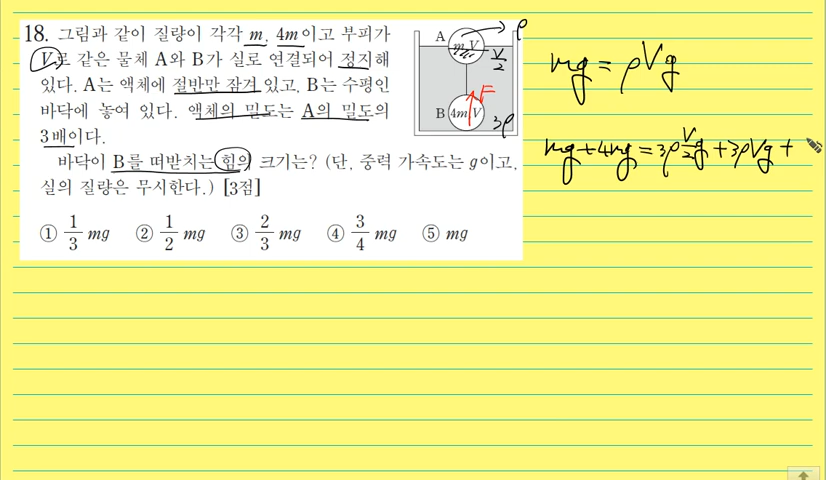 18. 그림과 같이 질량이 각각 m, 4m이고 부피가
V로 같은 물체 A와 B가 실로 연결되어 정지해
있다. A는 액체에 절반만 잠겨 있고, B는 수평인
바닥에 놓여 있다. 액체의 밀도는 A의 밀도의
3배이다.
바닥이 B를 떠받치는 힘의 크기는? (단, 중력 가속도는 g이고,
실의 질량은 무시한다.) [3점]
① 1/3 mg ② 1/2 mg ③ 2/3 mg ④ 3/4 mg ⑤ mg
A m V ρ
V/2
F
B 4m V 3ρ
mg = ρVg
mg+4mg = 3ρ V/2 g + 3ρVg +